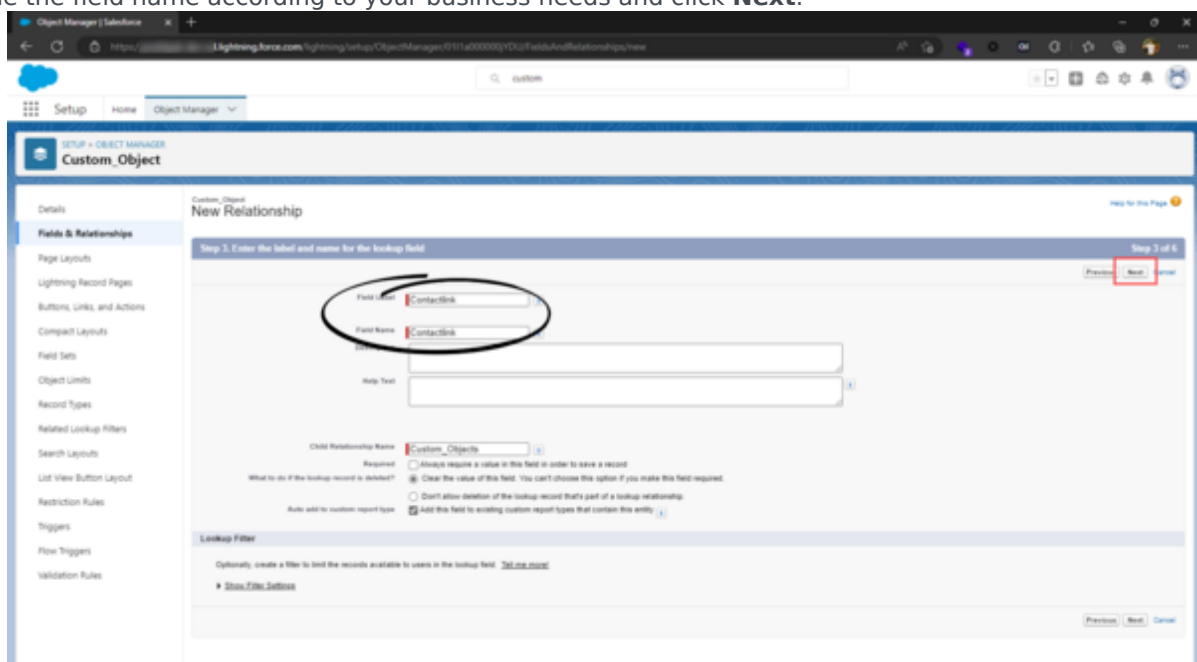 e the field name according to your business needs and click Next.
Object Manager | Salesforce
lightning.force.com/lightning/setup/ObjectManager/01I1a000000jYDU/FieldsAndRelationships/new
custom
Setup Home Object Manager
SETUP > OBJECT MANAGER
Custom_Object
Details
Fields & Relationships
Page Layouts
Lightning Record Pages
Buttons, Links, and Actions
Compact Layouts
Field Sets
Object Limits
Record Types
Related Lookup Filters
Search Layouts
List View Button Layout
Restriction Rules
Triggers
Flow Triggers
Validation Rules
Custom_Object
New Relationship
Help for this Page
Step 3. Enter the label and name for the lookup field
Step 3 of 6
Previous Next Cancel
Field Label Contactlink
Field Name Contactlink
Help Text
Child Relationship Name Custom_Objects
Required Always require a value in this field in order to save a record
What to do if the lookup record is deleted? Clear the value of this field. You can't choose this option if you make this field required.
Don't allow deletion of the lookup record that's part of a lookup relationship.
Auto add to custom report type Add this field to existing custom report types that contain this entity
Lookup Filter
Optionally, create a filter to limit the records available to users in the lookup field. Tell me more!
Show Filter Settings
Previous Next Cancel